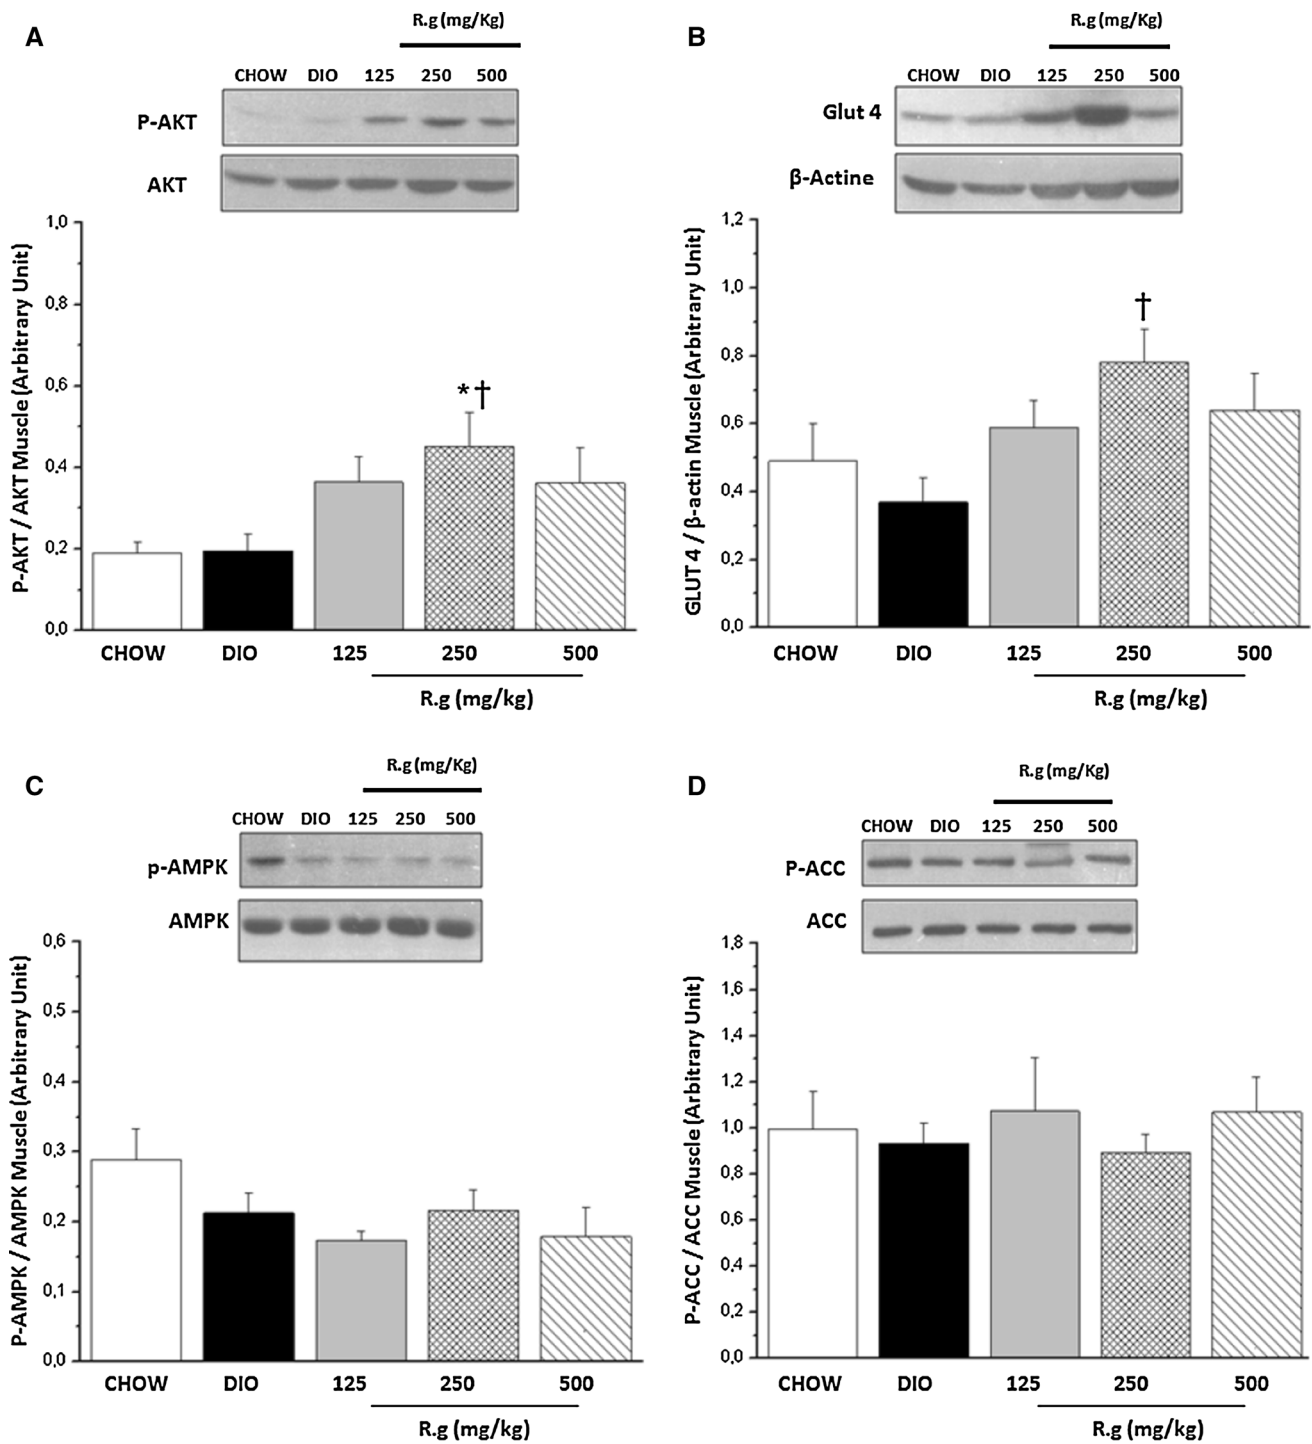 A
R.g (mg/Kg)
CHOW DIO 125 250 500
P-AKT
AKT
P-AKT / AKT Muscle (Arbitrary Unit)
1,0
0,8
0,6
0,4
0,2
0,0
*†
CHOW DIO 125 250 500
R.g (mg/kg)
B
R.g (mg/Kg)
CHOW DIO 125 250 500
Glut 4
β-Actine
GLUT 4 / β-actin Muscle (Arbitrary Unit)
1,2
1,0
0,8
0,6
0,4
0,2
0,0
†
CHOW DIO 125 250 500
R.g (mg/kg)
C
R.g (mg/Kg)
CHOW DIO 125 250 500
p-AMPK
AMPK
P-AMPK / AMPK Muscle (Arbitrary Unit)
0,6
0,5
0,4
0,3
0,2
0,1
0,0
CHOW DIO 125 250 500
R.g (mg/kg)
D
R.g (mg/Kg)
CHOW DIO 125 250 500
P-ACC
ACC
P-ACC / ACC Muscle (Arbitrary Unit)
1,8
1,6
1,4
1,2
1,0
0,8
0,6
0,4
0,2
0,0
CHOW DIO 125 250 500
R.g (mg/kg)